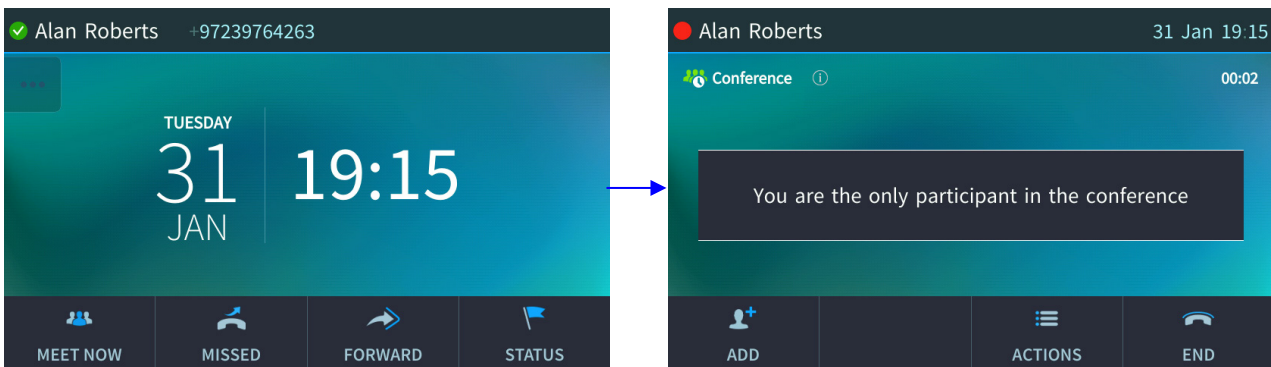 Alan Roberts +97239764263
TUESDAY
31
JAN
19:15
MEET NOW MISSED FORWARD STATUS
Alan Roberts 31 Jan 19:15
Conference 00:02
You are the only participant in the conference
ADD ACTIONS END